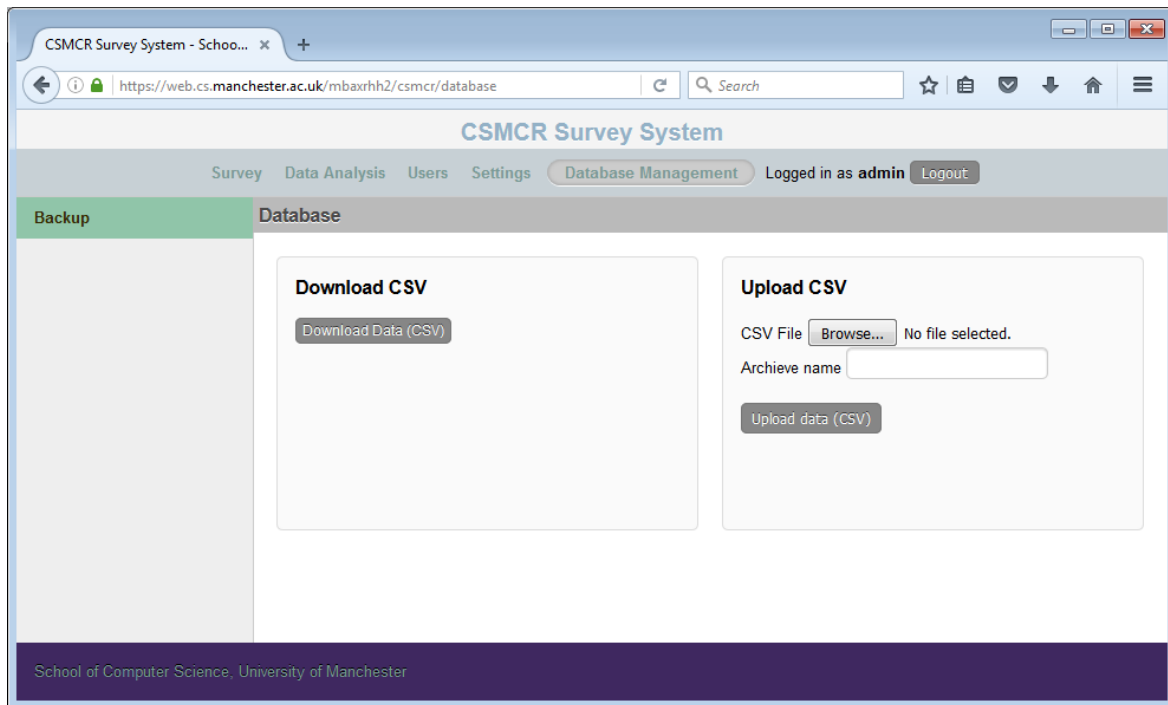 CSMCR Survey System - Schoo...
https://web.cs.manchester.ac.uk/mbaxrhh2/csmcr/database
Search
CSMCR Survey System
Survey Data Analysis Users Settings Database Management Logged in as admin Logout
Backup
Database
Download CSV
Download Data (CSV)
Upload CSV
CSV File Browse... No file selected.
Archieve name
Upload data (CSV)
School of Computer Science, University of Manchester